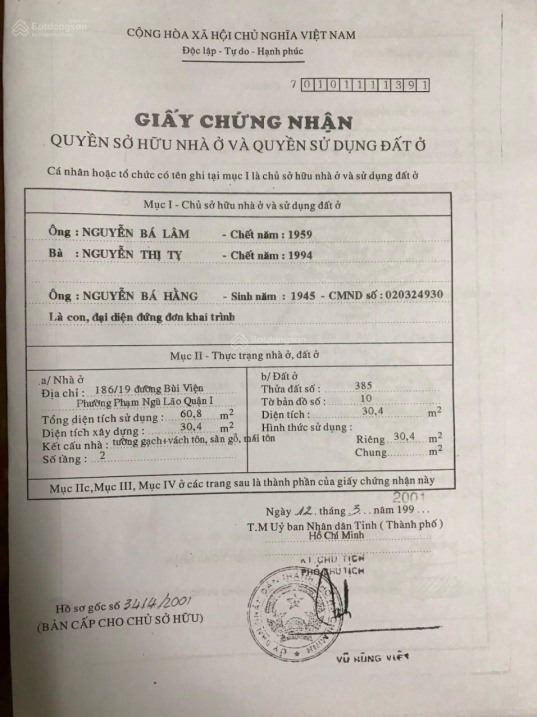 Batdongsan
CỘNG HÒA XÃ HỘI CHỦ NGHĨA VIỆT NAM
Độc lập - Tự do - Hạnh phúc
7 0101111391
GIẤY CHỨNG NHẬN
QUYỀN SỞ HỮU NHÀ Ở VÀ QUYỀN SỬ DỤNG ĐẤT Ở
Cá nhân hoặc tổ chức có tên ghi tại mục I là chủ sở hữu nhà ở và sử dụng đất ở
Mục I - Chủ sở hữu nhà ở và sử dụng đất ở
Ông : NGUYỄN BÁ LÂM - Chết năm : 1959
Bà : NGUYỄN THỊ TỴ - Chết năm : 1994
Ông : NGUYỄN BÁ HẰNG - Sinh năm : 1945 - CMND số : 020324930
Là con, đại diện đứng đơn khai trình
Mục II - Thực trạng nhà ở, đất ở
a/ Nhà ở
Địa chỉ : 186/19 đường Bùi Viện
Phường Phạm Ngũ Lão Quận I
Tổng diện tích sử dụng : 60,8 m2
Diện tích xây dựng : 30,4 m2
Kết cấu nhà : tường gạch+vách tôn, sàn gỗ, mái tôn
Số tầng : 2
b/ Đất ở
Thửa đất số : 385
Tờ bản đồ số : 10
Diện tích : 30,4 m2
Hình thức sử dụng :
Riêng 30,4 m2
Chung m2
Mục IIc,Mục III, Mục IV ở các trang sau là thành phần của giấy chứng nhận này
2001
Ngày 12 tháng 3 năm 199
T.M Uỷ ban Nhân dân Tỉnh ( Thành phố )
Hồ Chí Minh
KT CHỦ TỊCH
PHÓ CHỦ TỊCH
Hồ sơ gốc số 3414/2001
(BẢN CẤP CHO CHỦ SỞ HỮU)
VŨ HÙNG VIỆT